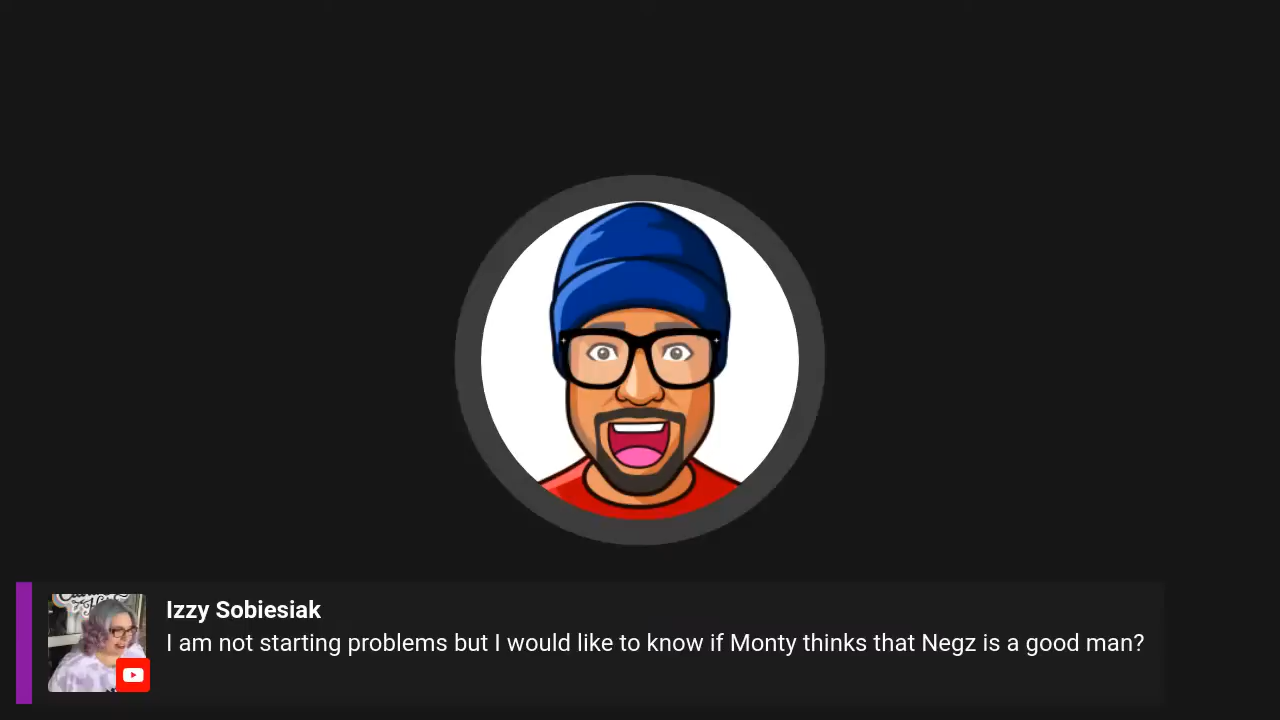 Izzy Sobiesiak
I am not starting problems but I would like to know if Monty thinks that Negz is a good man?